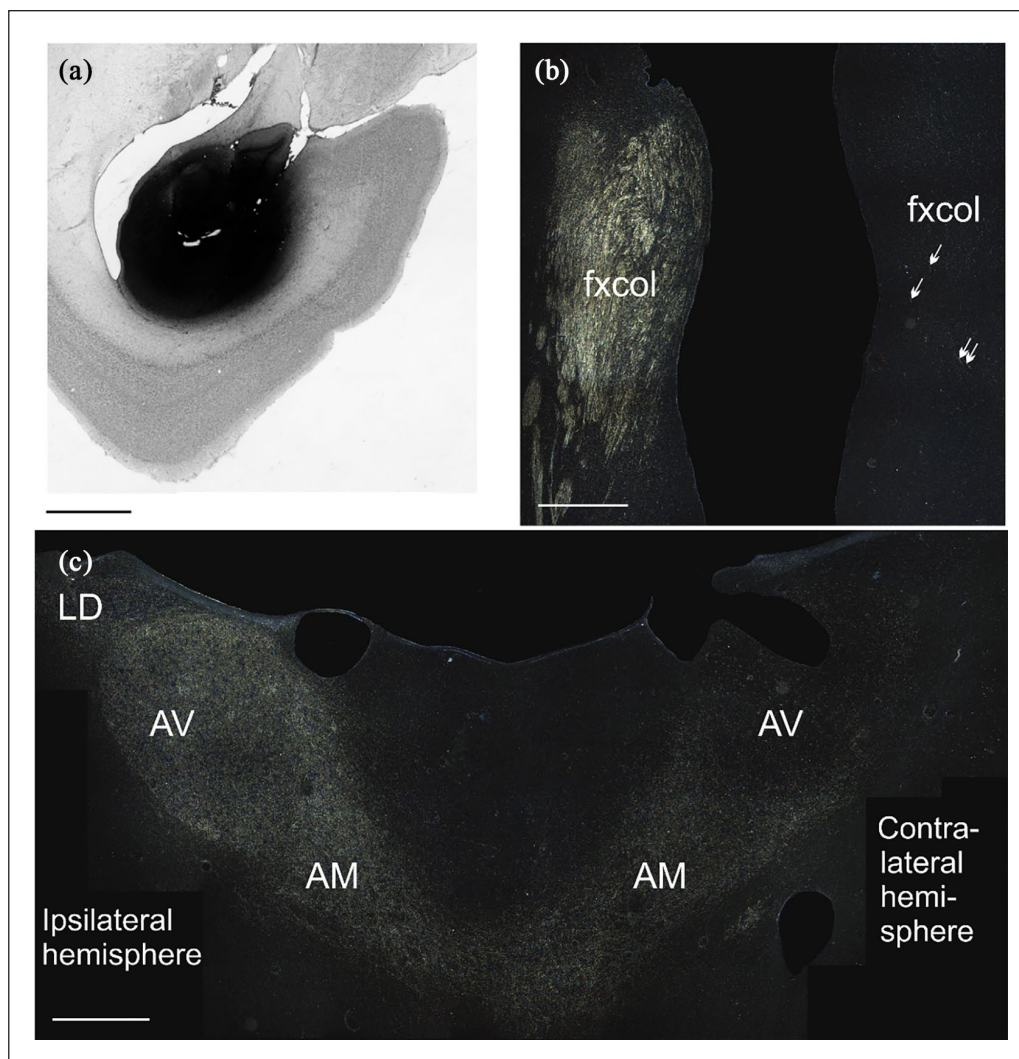 (a)
(b)
fxcol
fxcol
(c)
LD
AV
AV
AM
AM
Contra-
lateral
hemi-
sphere
Ipsilateral
hemisphere